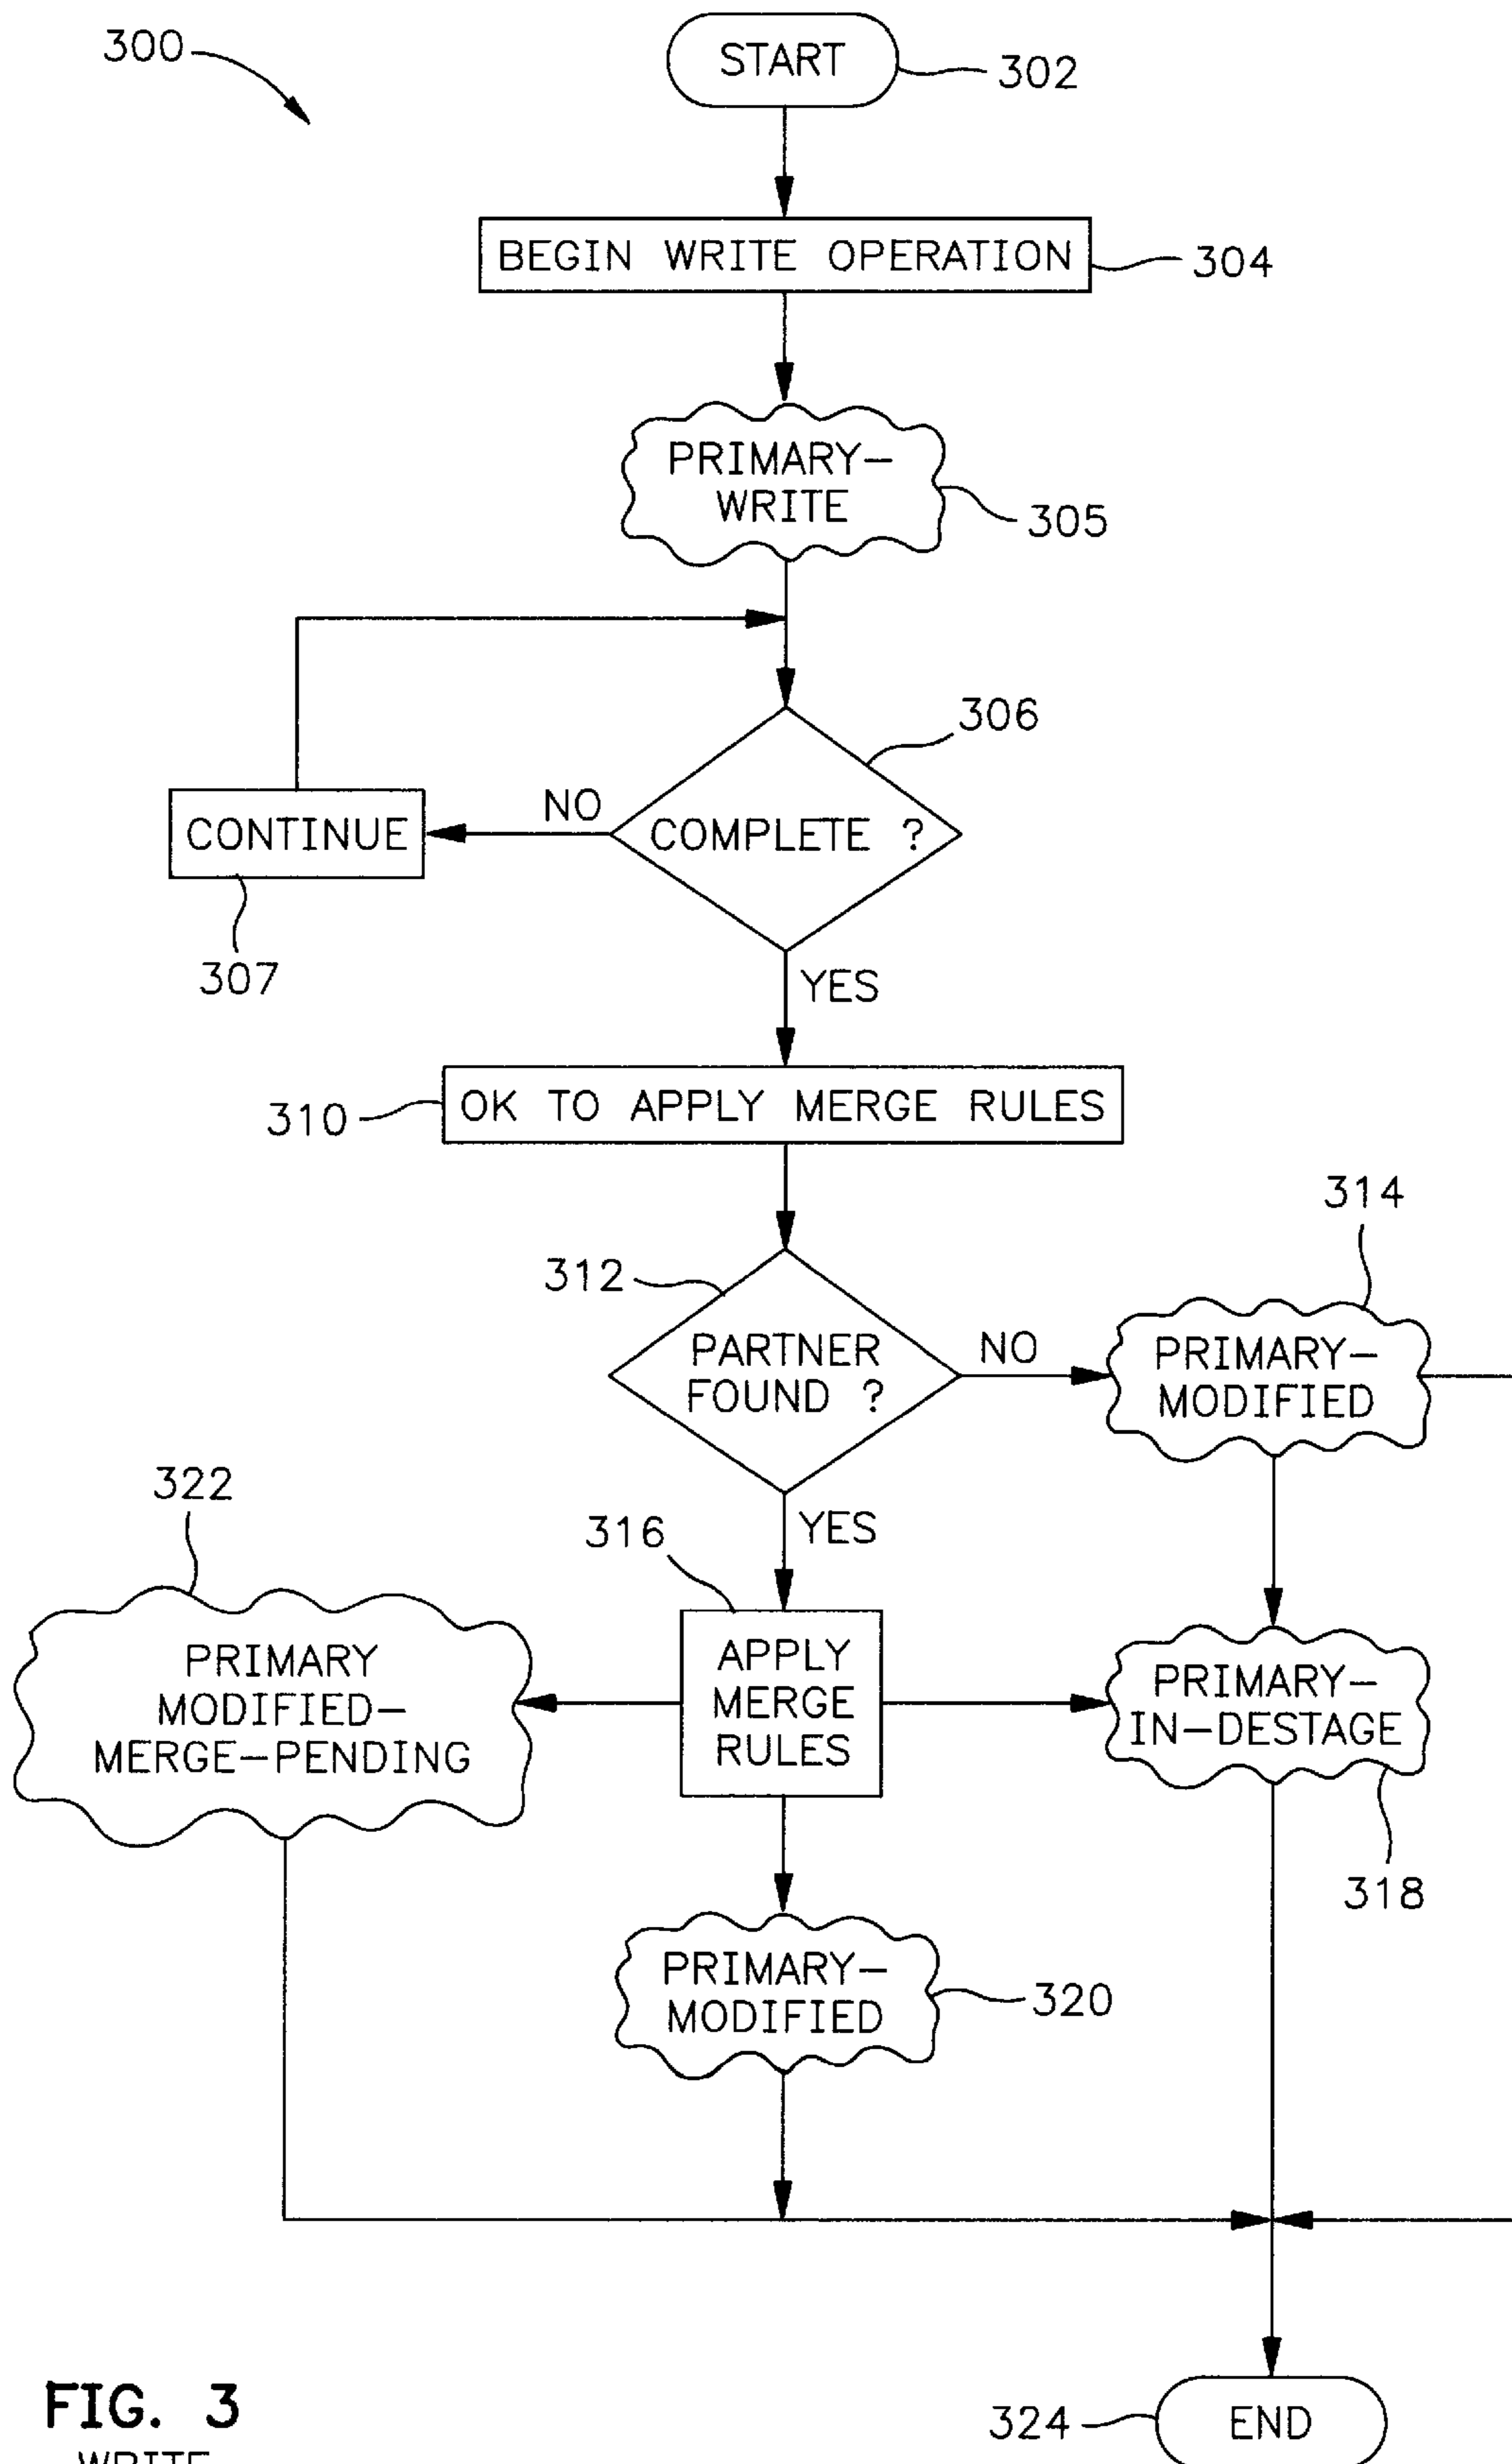 300
START
302
BEGIN WRITE OPERATION
304
PRIMARY-
WRITE
305
306
COMPLETE ?
NO
CONTINUE
307
YES
OK TO APPLY MERGE RULES
310
312
PARTNER
FOUND ?
NO
314
PRIMARY-
MODIFIED
YES
316
322
PRIMARY
MODIFIED-
MERGE-PENDING
APPLY
MERGE
RULES
PRIMARY-
IN-DESTAGE
318
PRIMARY-
MODIFIED
320
FIG. 3
WRITE
324
END